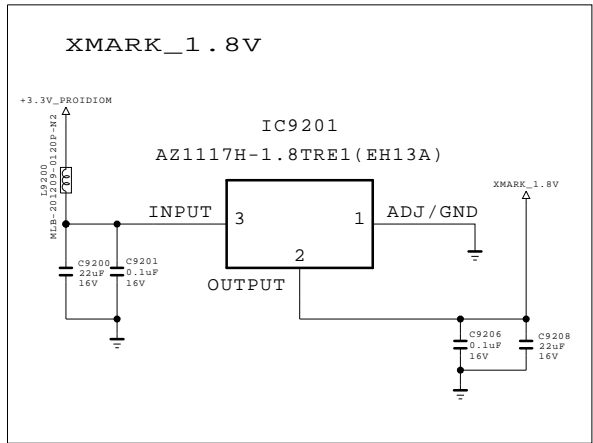 XMARK_1.8V
+3.3V_PROIDIOM
L9200
MLB-201209-0120P-N2
IC9201
AZ1117H-1.8TRE1(EH13A)
XMARK_1.8V
INPUT
3
1
ADJ/GND
2
OUTPUT
C9200
22uF
16V
C9201
0.1uF
16V
C9206
0.1uF
16V
C9208
22uF
16V